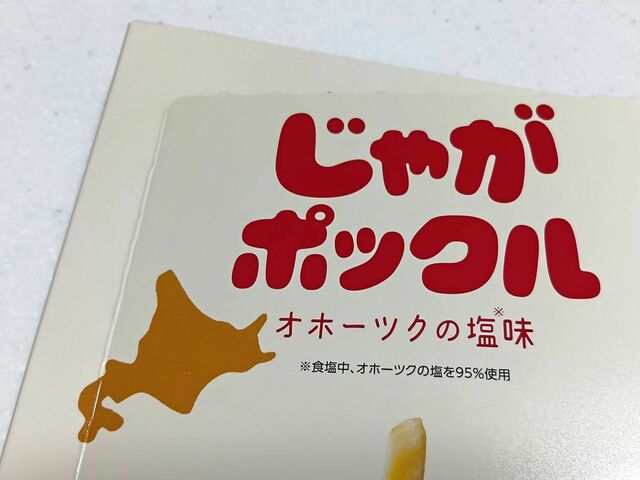 じゃが
ポックル
オホーツクの塩※味
※食塩中、オホーツクの塩を95%使用